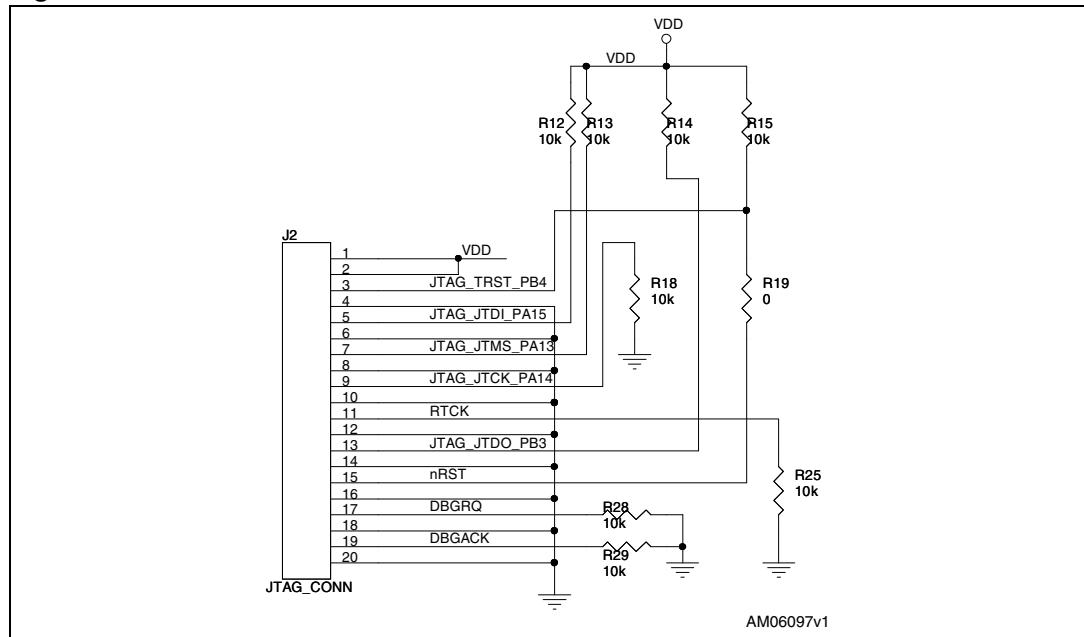 VDD
VDD
R12
10k
R13
10k
R14
10k
R15
10k
J2
1
VDD
2
3
JTAG_TRST_PB4
R18
10k
R19
0
4
5
JTAG_JTDI_PA15
6
7
JTAG_JTMS_PA13
8
9
JTAG_JTCK_PA14
10
11
RTCK
12
13
JTAG_JTDO_PB3
14
15
nRST
R25
10k
16
17
DBGRQ
R28
10k
18
19
DBGACK
R29
10k
20
JTAG_CONN
AM06097v1